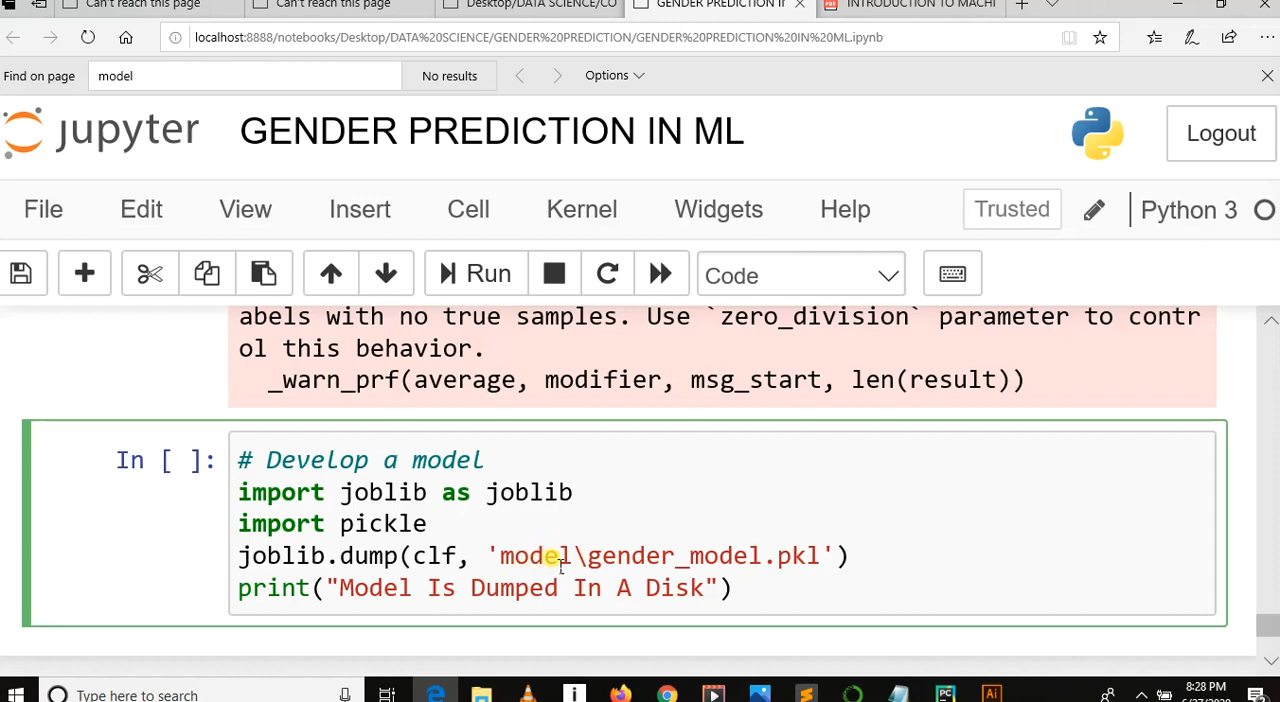 Can't reach this page
Can't reach this page
Desktop/DATA SCIENCE/CO
GENDER PREDICTION IN
INTRODUCTION TO MACHI
localhost:8888/notebooks/Desktop/DATA%20SCIENCE/GENDER%20PREDICTION/GENDER%20PREDICTION%20IN%20ML.ipynb
Find on page model No results Options
jupyter GENDER PREDICTION IN ML Logout
File Edit View Insert Cell Kernel Widgets Help Trusted Python 3
Run Code
abels with no true samples. Use `zero_division` parameter to contr
ol this behavior.
_warn_prf(average, modifier, msg_start, len(result))
In [ ]: # Develop a model
import joblib as joblib
import pickle
joblib.dump(clf, 'model\gender_model.pkl')
print("Model Is Dumped In A Disk")
Type here to search
8:28 PM